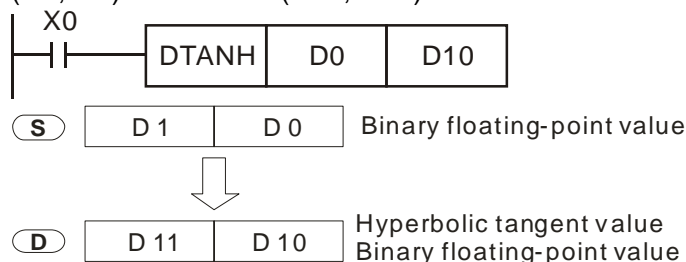 X0
DTANH D0 D10
S D 1 D 0 Binary floating-point value
Hyperbolic tangent value
D D 11 D 10 Binary floating-point value